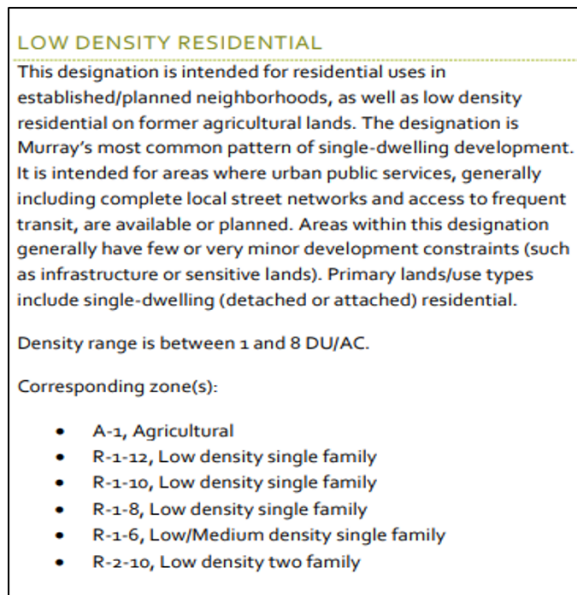 LOW DENSITY RESIDENTIAL
This designation is intended for residential uses in
established/planned neighborhoods, as well as low density
residential on former agricultural lands. The designation is
Murray's most common pattern of single-dwelling development.
It is intended for areas where urban public services, generally
including complete local street networks and access to frequent
transit, are available or planned. Areas within this designation
generally have few or very minor development constraints (such
as infrastructure or sensitive lands). Primary lands/use types
include single-dwelling (detached or attached) residential.
Density range is between 1 and 8 DU/AC.
Corresponding zone(s):
• A-1, Agricultural
• R-1-12, Low density single family
• R-1-10, Low density single family
• R-1-8, Low density single family
• R-1-6, Low/Medium density single family
• R-2-10, Low density two family